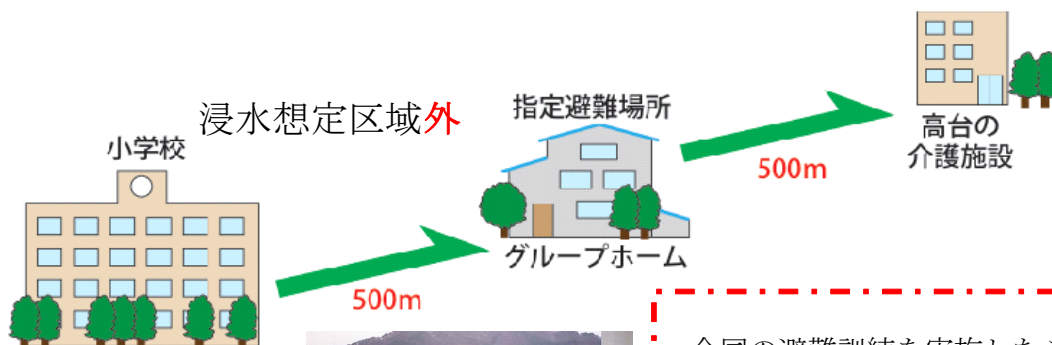 浸水想定区域外
小学校
500m
指定避難場所
グループホーム
500m
高台の
介護施設